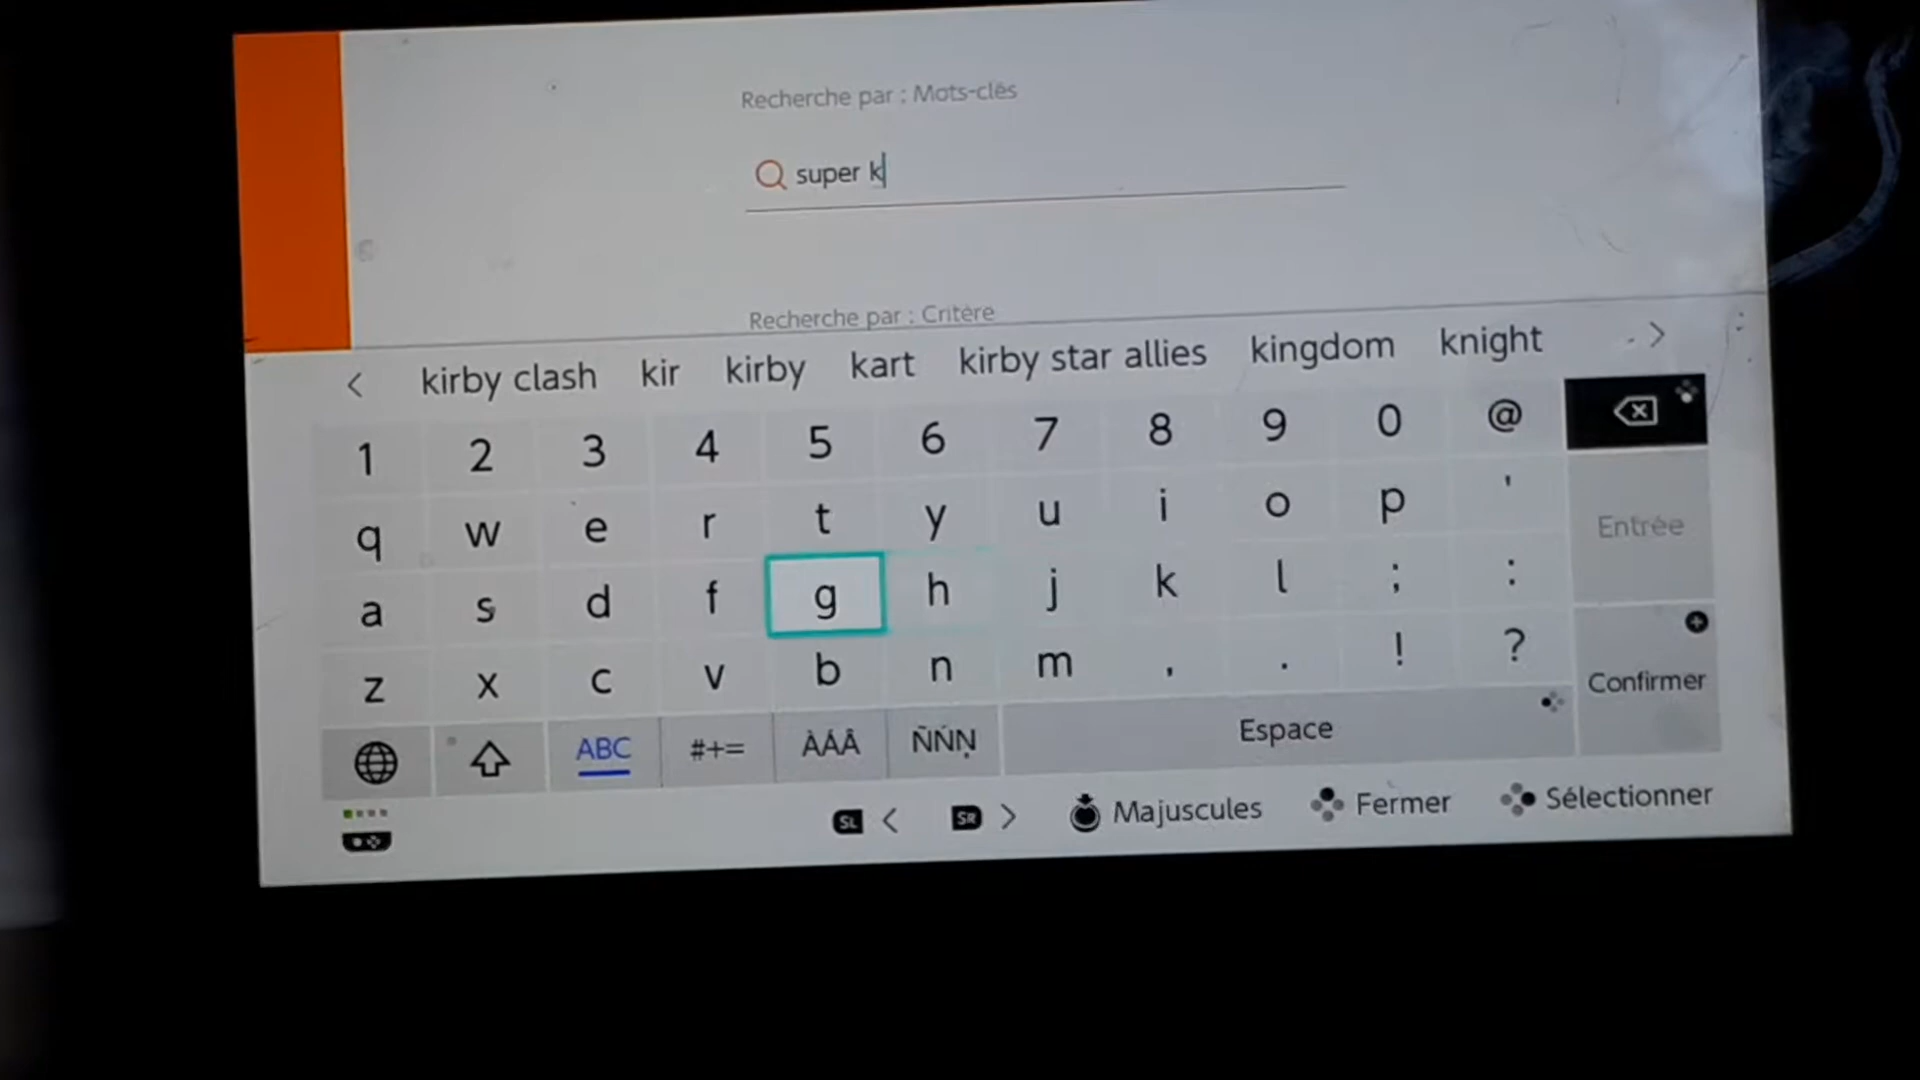 Recherche par : Mots-clés
super k
Recherche par : Critère
< kirby clash kir kirby kart kirby star allies kingdom knight >
1 2 3 4 5 6 7 8 9 0 @
q w e r t y u i o p '
Entrée
a s d f g h j k l ; :
z x c v b n m , . ! ?
Confirmer
ABC #+= ÀÁÂ ÑŃṆ Espace
SL < SR > Majuscules Fermer Sélectionner